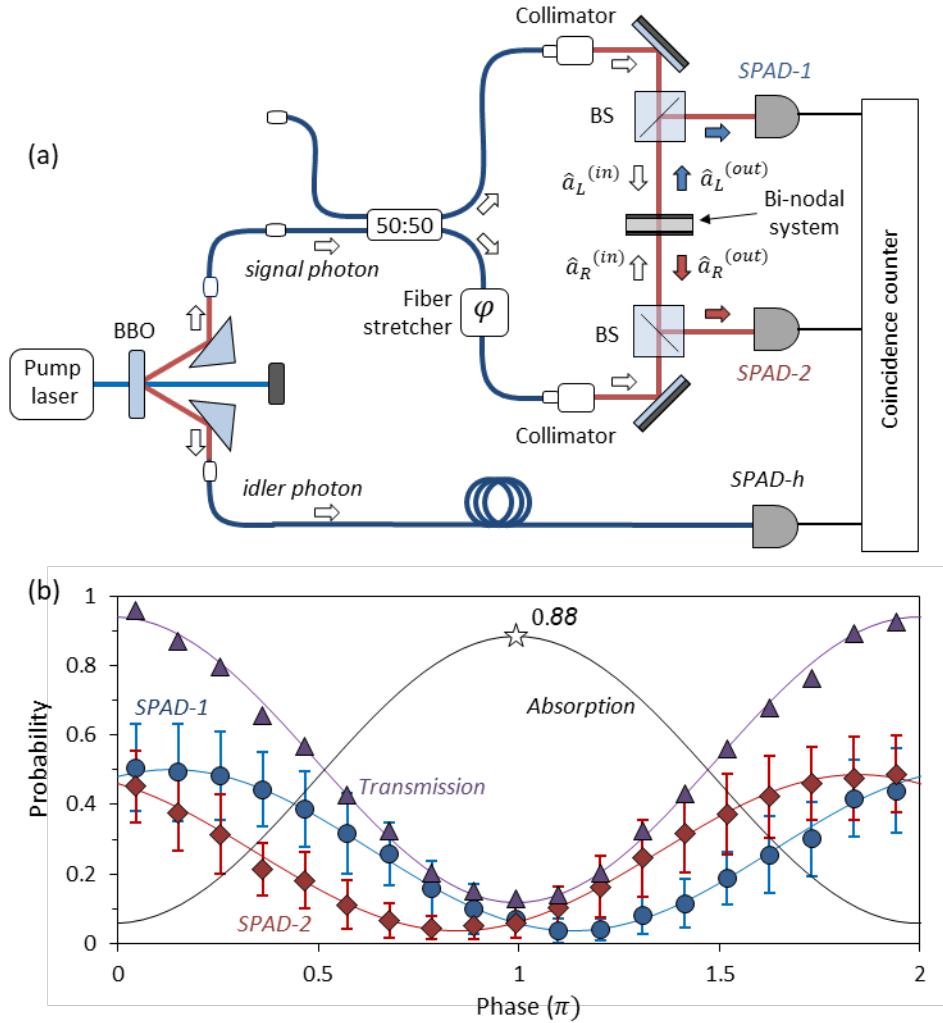 (a)
Collimator
SPAD-1
BS
â_L^(in)
â_L^(out)
Bi-nodal
system
50:50
signal photon
â_R^(in)
â_R^(out)
Fiber
stretcher
φ
BBO
BS
Pump
laser
SPAD-2
Collimator
Coincidence counter
idler photon
SPAD-h
(b)
1
0.88
0.8
SPAD-1
Absorption
0.6
Probability
0.4
Transmission
0.2
SPAD-2
0
0
0.5
1
1.5
2
Phase (π)